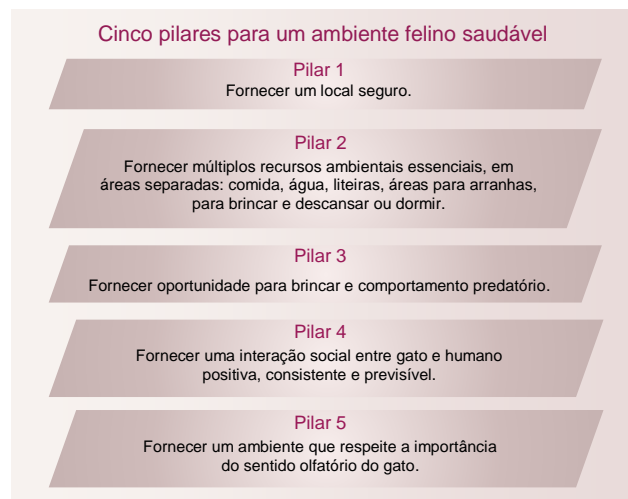 Cinco pilares para um ambiente felino saudável
Pilar 1
Fornecer um local seguro.
Pilar 2
Fornecer múltiplos recursos ambientais essenciais, em
áreas separadas: comida, água, liteiras, áreas para arranhas,
para brincar e descansar ou dormir.
Pilar 3
Fornecer oportunidade para brincar e comportamento predatório.
Pilar 4
Fornecer uma interação social entre gato e humano
positiva, consistente e previsível.
Pilar 5
Fornecer um ambiente que respeite a importância
do sentido olfatório do gato.